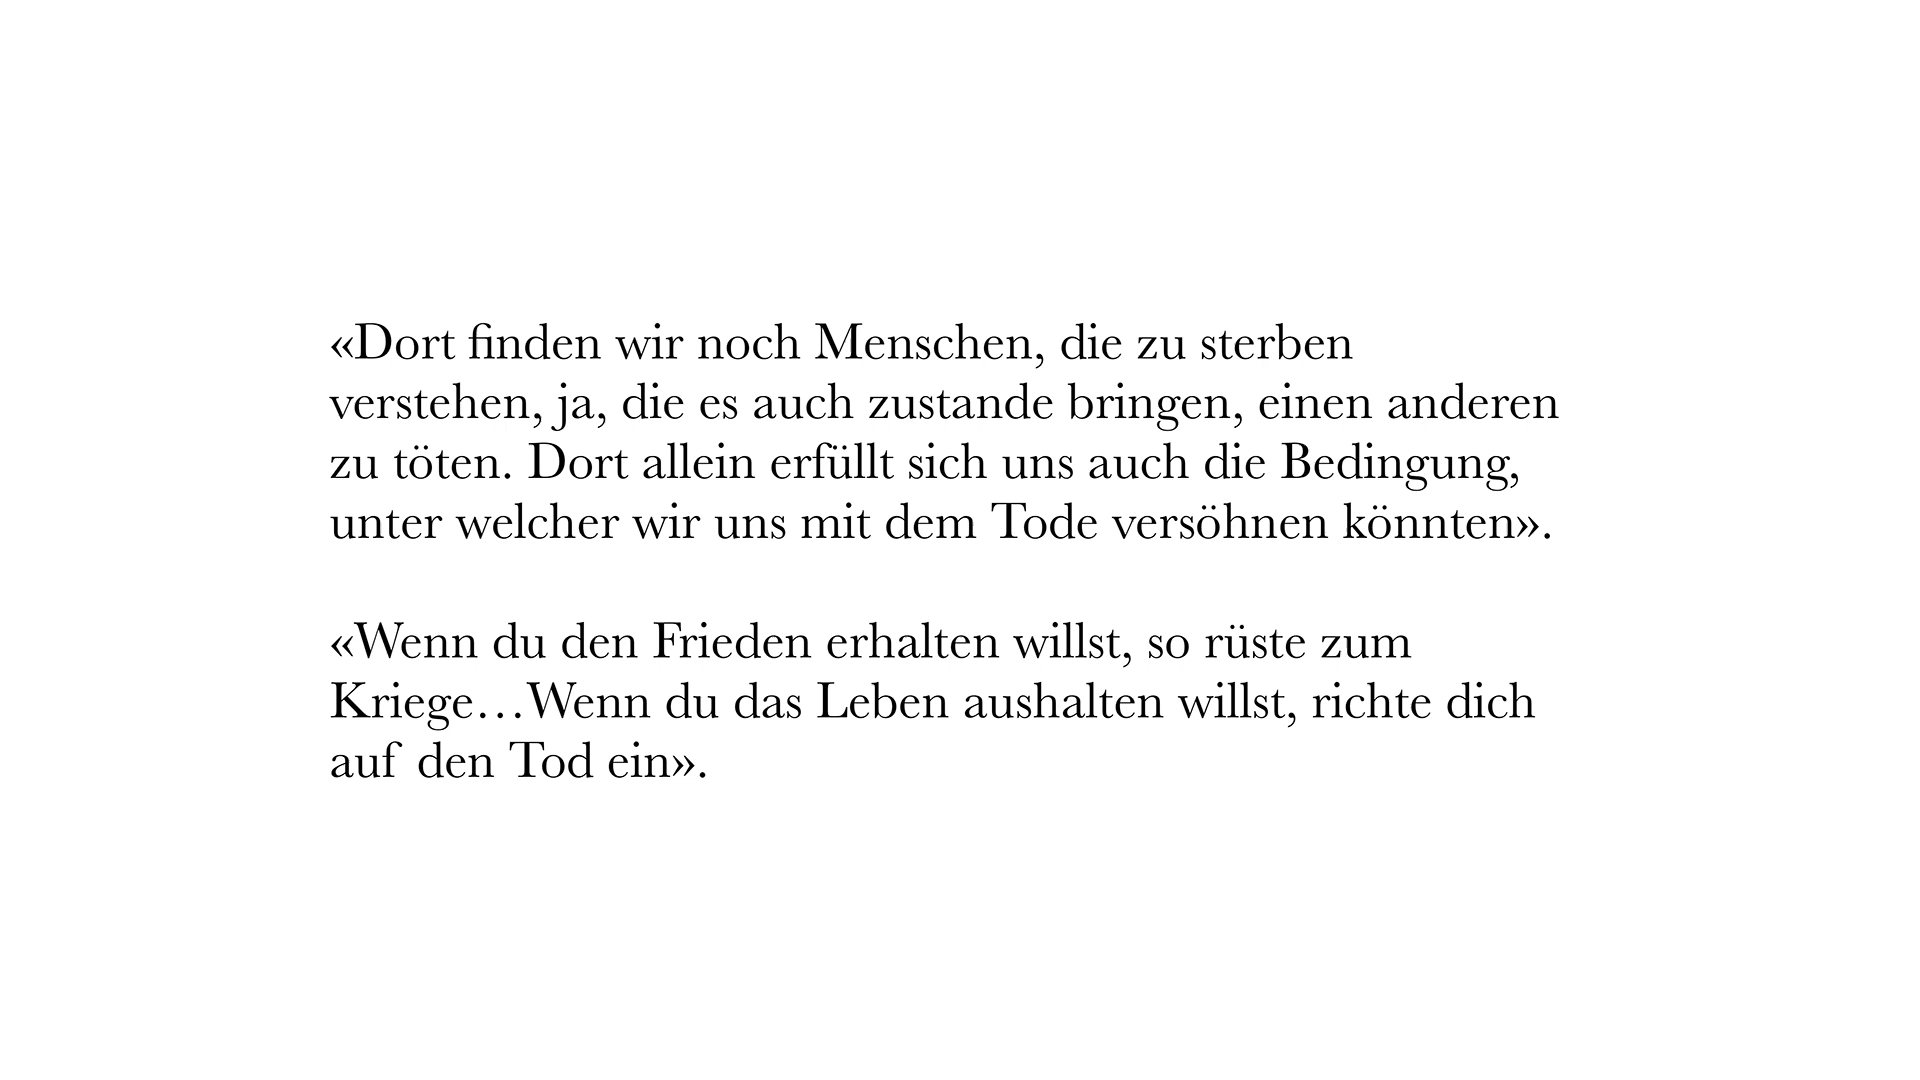 «Dort finden wir noch Menschen, die zu sterben
verstehen, ja, die es auch zustande bringen, einen anderen
zu töten. Dort allein erfüllt sich uns auch die Bedingung,
unter welcher wir uns mit dem Tode versöhnen könnten».
«Wenn du den Frieden erhalten willst, so rüste zum
Kriege…Wenn du das Leben aushalten willst, richte dich
auf den Tod ein».